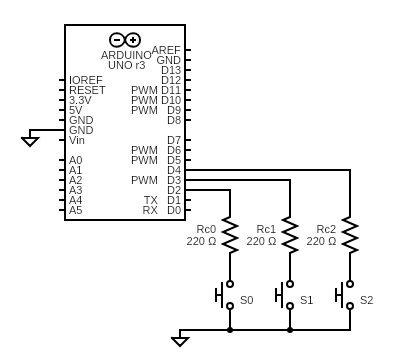 ARDUINO
UNO r3
AREF
GND
D13
IOREF D12
RESET PWM D11
3.3V PWM D10
5V PWM D9
GND D8
GND
Vin D7
PWM D6
A0 PWM D5
A1 D4
A2 PWM D3
A3 D2
A4 TX D1
A5 RX D0
Rc0 Rc1 Rc2
220 Ω 220 Ω 220 Ω
S0 S1 S2